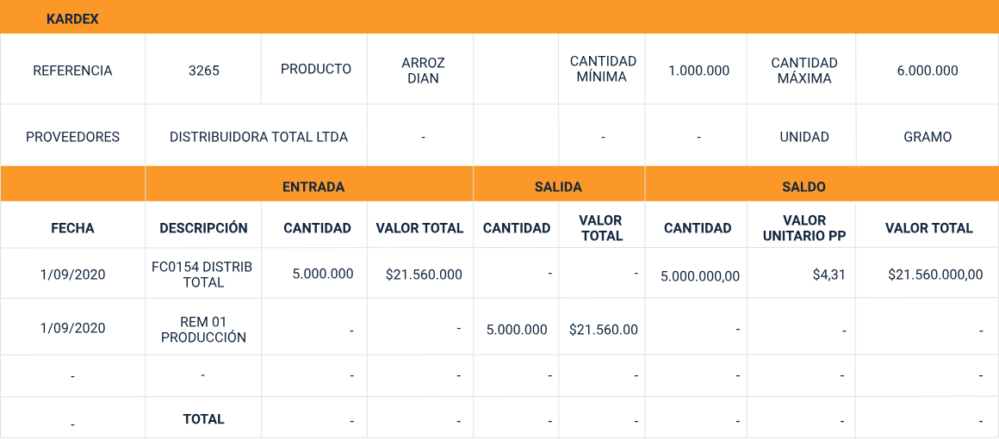 KARDEX
REFERENCIA 3265 PRODUCTO ARROZ DIAN CANTIDAD MÍNIMA 1.000.000 CANTIDAD MÁXIMA 6.000.000
PROVEEDORES DISTRIBUIDORA TOTAL LTDA - - - UNIDAD GRAMO
ENTRADA SALIDA SALDO
FECHA DESCRIPCIÓN CANTIDAD VALOR TOTAL CANTIDAD VALOR TOTAL CANTIDAD VALOR UNITARIO PP VALOR TOTAL
1/09/2020 FC0154 DISTRIB TOTAL 5.000.000 $21.560.000 - - 5.000.000,00 $4,31 $21.560.000,00
1/09/2020 REM 01 PRODUCCIÓN - - 5.000.000 $21.560.00 - - -
- - - - - - - - -
- TOTAL - - - - - - -